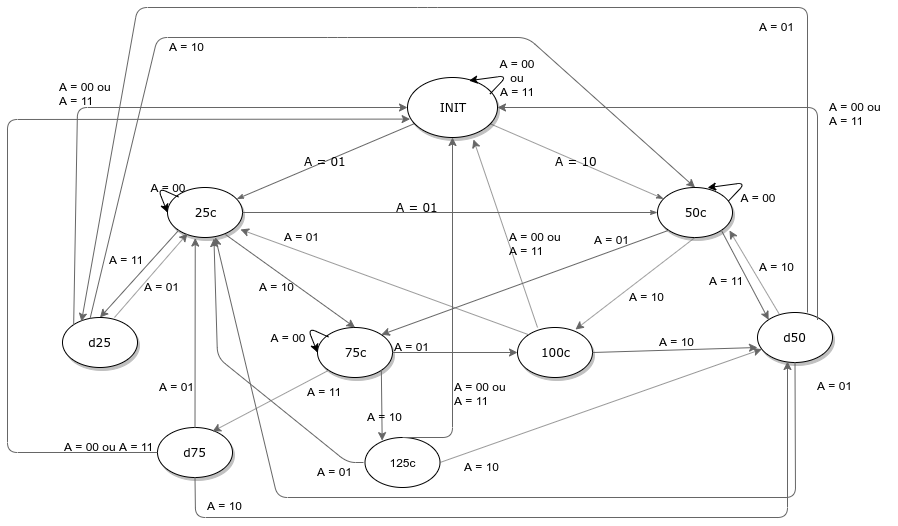 A = 01
A = 10
A = 00
ou
A = 11
A = 00 ou
A = 11
INIT
A = 00 ou
A = 11
A = 01
A = 10
A = 00
25c
A = 01
50c
A = 00
A = 01
A = 00 ou
A = 11
A = 01
A = 11
A = 01
A = 10
A = 10
A = 11
A = 10
d25
A = 00
75c
A = 01
100c
A = 10
d50
A = 01
A = 11
A = 10
A = 00 ou
A = 11
A = 01
A = 00 ou A = 11
d75
A = 01
125c
A = 10
A = 10